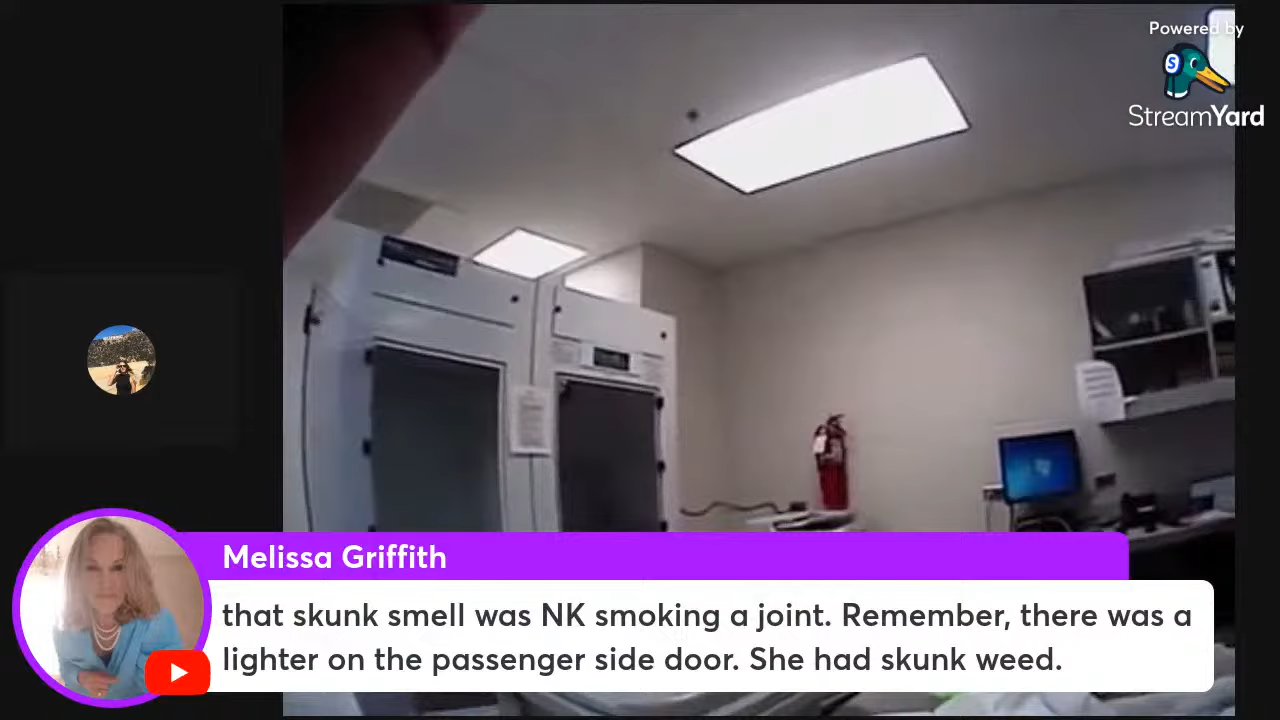 Powered by
StreamYard
Melissa Griffith
that skunk smell was NK smoking a joint. Remember, there was a
lighter on the passenger side door. She had skunk weed.